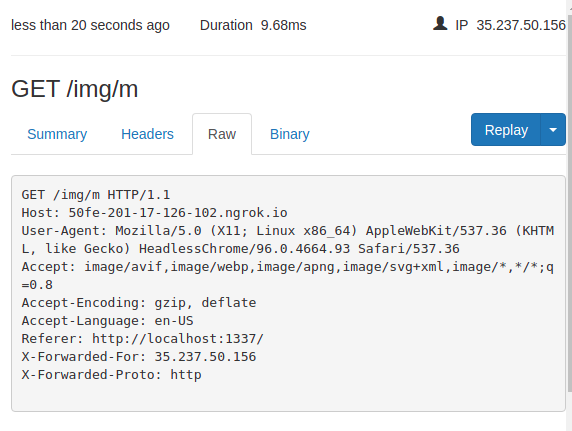 less than 20 seconds ago Duration 9.68ms IP 35.237.50.156
GET /img/m
Summary Headers Raw Binary Replay
GET /img/m HTTP/1.1
Host: 50fe-201-17-126-102.ngrok.io
User-Agent: Mozilla/5.0 (X11; Linux x86_64) AppleWebKit/537.36 (KHTM
L, like Gecko) HeadlessChrome/96.0.4664.93 Safari/537.36
Accept: image/avif,image/webp,image/apng,image/svg+xml,image/*,*/*;q
=0.8
Accept-Encoding: gzip, deflate
Accept-Language: en-US
Referer: http://localhost:1337/
X-Forwarded-For: 35.237.50.156
X-Forwarded-Proto: http